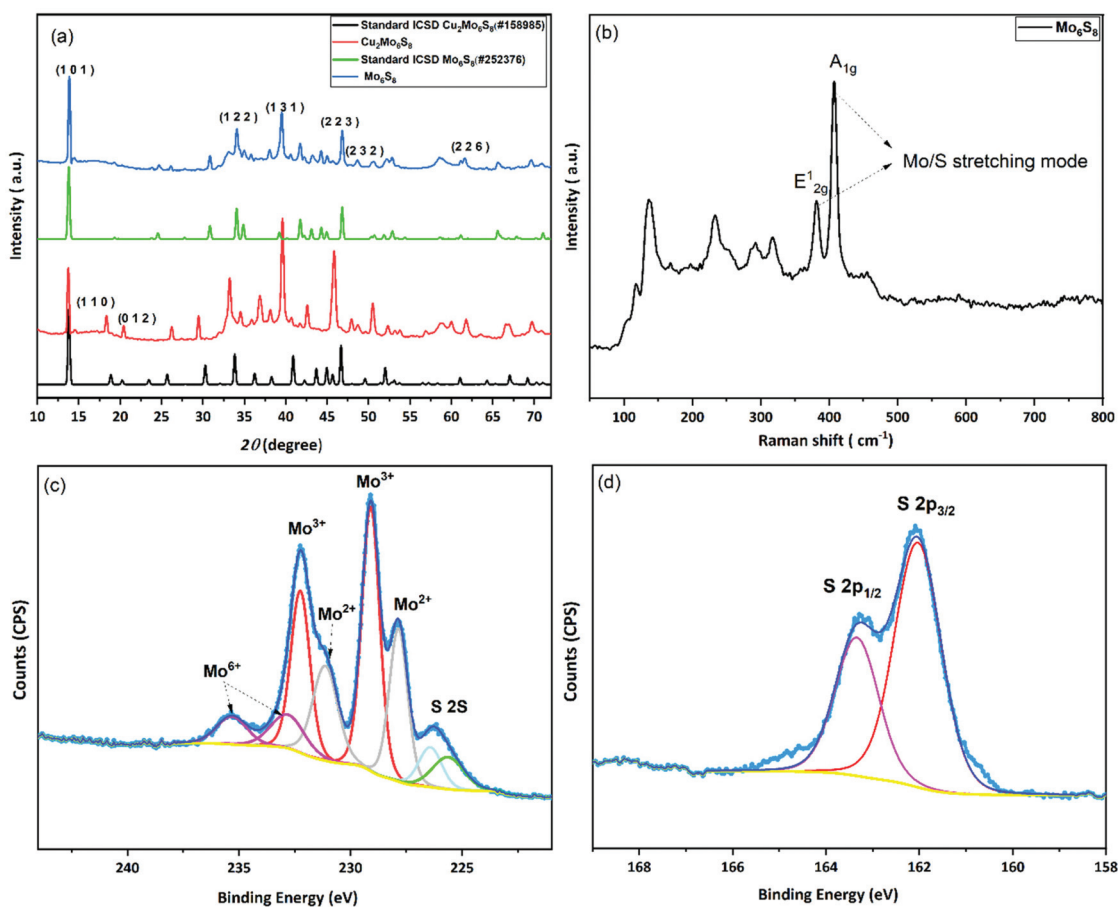 (a)
Standard ICSD Cu₂Mo₆S₈(#158985)
Cu₂Mo₆S₈
Standard ICSD Mo₆S₈(#252376)
Mo₆S₈
(1 0 1)
(1 2 2)
(1 3 1)
(2 2 3)
(2 3 2)
(2 2 6)
(1 1 0)
(0 1 2)
Intensity ( a.u.)
10 15 20 25 30 35 40 45 50 55 60 65 70
2θ (degree)
(b)
Mo₆S₈
A₁g
E¹₂g
Mo/S stretching mode
Intensity (a.u.)
100 200 300 400 500 600 700 800
Raman shift ( cm⁻¹)
(c)
Mo³⁺
Mo³⁺
Mo²⁺
Mo²⁺
Mo⁶⁺
S 2S
Counts (CPS)
240 235 230 225
Binding Energy (eV)
(d)
S 2p₃/₂
S 2p₁/₂
Counts (CPS)
168 166 164 162 160 158
Binding Energy (eV)